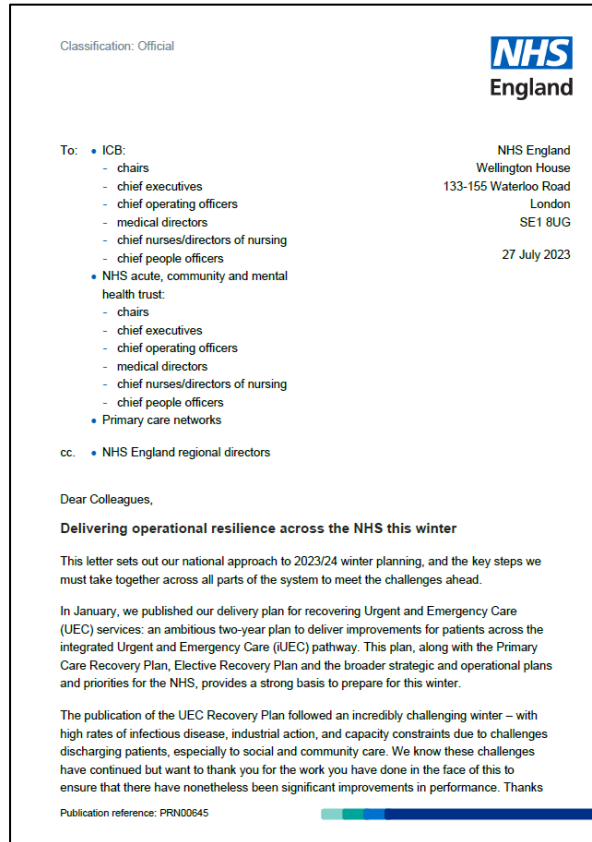 Classification: Official
NHS
England
To: • ICB:
- chairs
- chief executives
- chief operating officers
- medical directors
- chief nurses/directors of nursing
- chief people officers
• NHS acute, community and mental
health trust:
- chairs
- chief executives
- chief operating officers
- medical directors
- chief nurses/directors of nursing
- chief people officers
• Primary care networks
cc. • NHS England regional directors
NHS England
Wellington House
133-155 Waterloo Road
London
SE1 8UG
27 July 2023
Dear Colleagues,
Delivering operational resilience across the NHS this winter
This letter sets out our national approach to 2023/24 winter planning, and the key steps we
must take together across all parts of the system to meet the challenges ahead.
In January, we published our delivery plan for recovering Urgent and Emergency Care
(UEC) services: an ambitious two-year plan to deliver improvements for patients across the
integrated Urgent and Emergency Care (iUEC) pathway. This plan, along with the Primary
Care Recovery Plan, Elective Recovery Plan and the broader strategic and operational plans
and priorities for the NHS, provides a strong basis to prepare for this winter.
The publication of the UEC Recovery Plan followed an incredibly challenging winter – with
high rates of infectious disease, industrial action, and capacity constraints due to challenges
discharging patients, especially to social and community care. We know these challenges
have continued but want to thank you for the work you have done in the face of this to
ensure that there have nonetheless been significant improvements in performance. Thanks
Publication reference: PRN00645